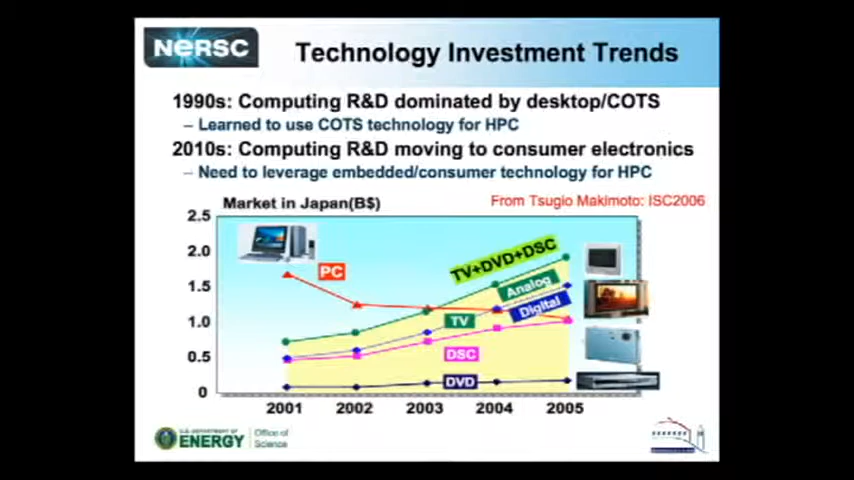 NERSC
Technology Investment Trends
1990s: Computing R&D dominated by desktop/COTS
– Learned to use COTS technology for HPC
2010s: Computing R&D moving to consumer electronics
– Need to leverage embedded/consumer technology for HPC
Market in Japan(B$)
From Tsugio Makimoto: ISC2006
2.5
2.0
1.5
1.0
0.5
0
PC
TV+DVD+DSC
Analog
Digital
TV
DSC
DVD
2001 2002 2003 2004 2005
U.S. DEPARTMENT OF
ENERGY
Office of
Science